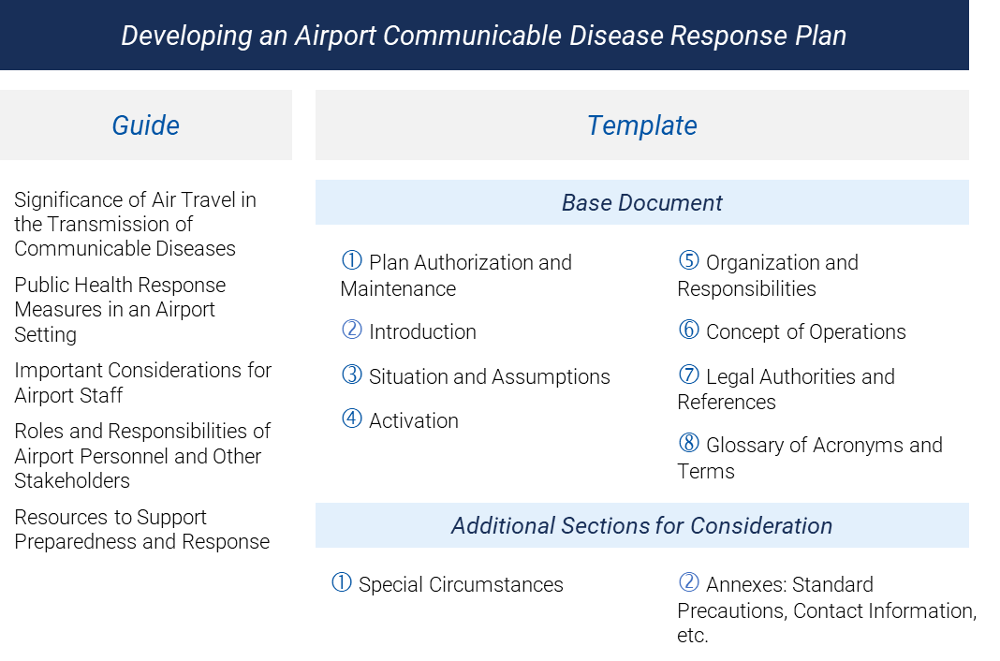 Developing an Airport Communicable Disease Response Plan
Guide
Significance of Air Travel in
the Transmission of
Communicable Diseases
Public Health Response
Measures in an Airport
Setting
Important Considerations for
Airport Staff
Roles and Responsibilities of
Airport Personnel and Other
Stakeholders
Resources to Support
Preparedness and Response
Template
Base Document
① Plan Authorization and
Maintenance
② Introduction
③ Situation and Assumptions
④ Activation
⑤ Organization and
Responsibilities
⑥ Concept of Operations
⑦ Legal Authorities and
References
⑧ Glossary of Acronyms and
Terms
Additional Sections for Consideration
① Special Circumstances
② Annexes: Standard
Precautions, Contact Information,
etc.